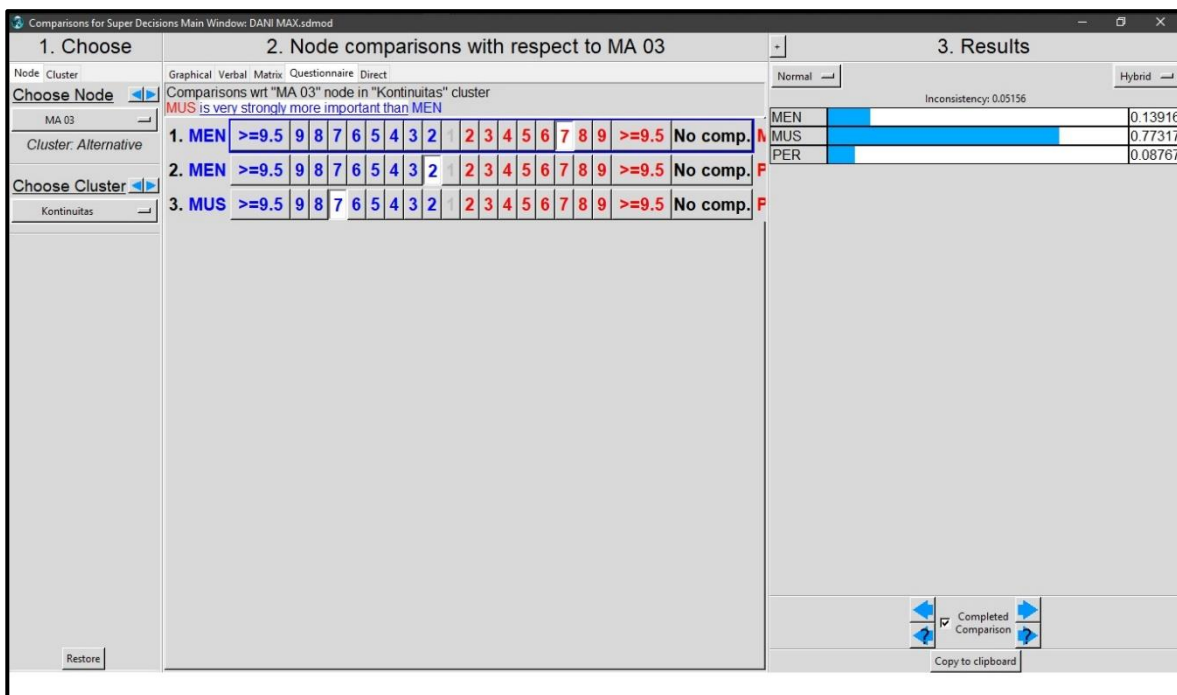 Comparisons for Super Decisions Main Window: DANI MAX.sdmod
1. Choose
Node Cluster
Choose Node
MA 03
Cluster: Alternative
Choose Cluster
Kontinuitas
Restore
2. Node comparisons with respect to MA 03
Graphical Verbal Matrix Questionnaire Direct
Comparisons wrt "MA 03" node in "Kontinuitas" cluster
MUS is very strongly more important than MEN
1. MEN >=9.5 9 8 7 6 5 4 3 2 1 2 3 4 5 6 7 8 9 >=9.5 No comp. M
2. MEN >=9.5 9 8 7 6 5 4 3 2 1 2 3 4 5 6 7 8 9 >=9.5 No comp. P
3. MUS >=9.5 9 8 7 6 5 4 3 2 1 2 3 4 5 6 7 8 9 >=9.5 No comp. P
+ 3. Results
Normal Hybrid
Inconsistency: 0.05156
MEN 0.13916
MUS 0.77317
PER 0.08767
Completed
Comparison
? ?
Copy to clipboard